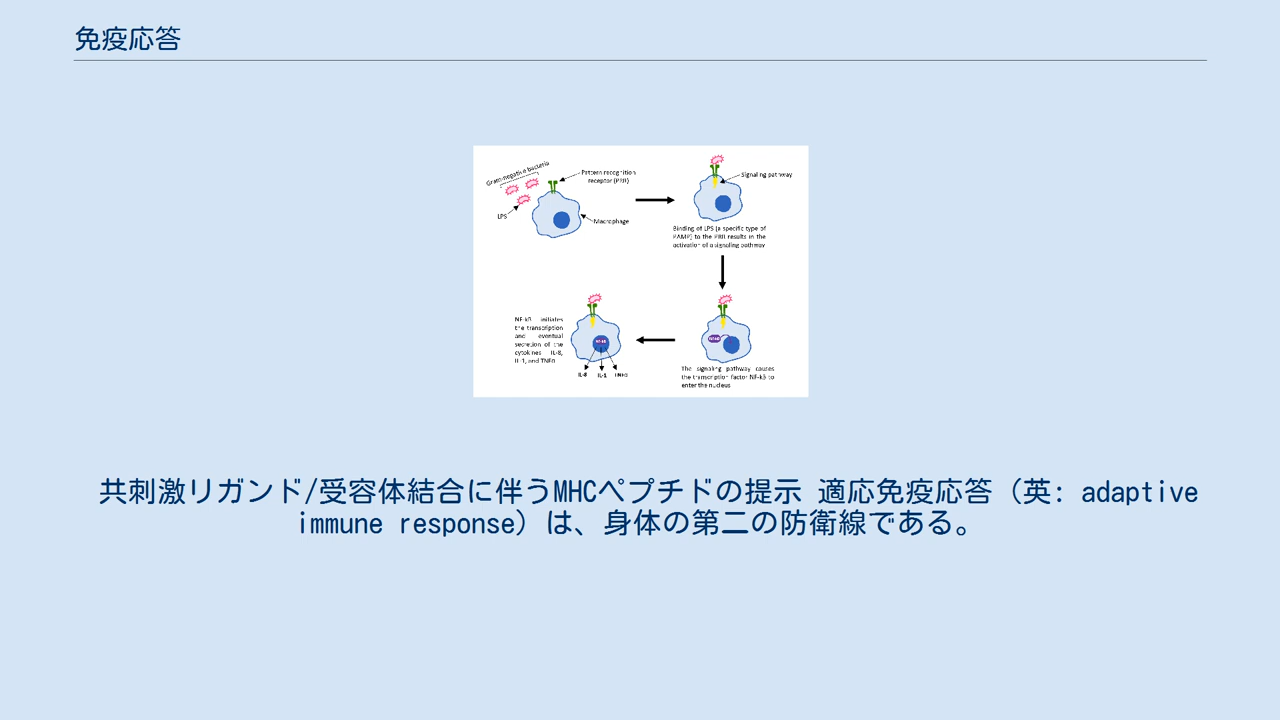 免疫応答
Gram-negative bacteria
LPS
Pattern recognition
receptor (PRR)
Macrophage
Signaling pathway
Binding of LPS (a specific type of
PAMP) to the PRR results in the
activation of a signaling pathway
NF-kB
The signaling pathway causes
the transcription factor NF-kB to
enter the nucleus
NF-kB initiates
the transcription
and eventual
secretion of the
cytokines IL-8,
IL-1, and TNFα
NF-kB
IL-8 IL-1 TNFα
共刺激リガンド/受容体結合に伴うMHCペプチドの提示 適応免疫応答（英: adaptive
immune response）は、身体の第二の防衛線である。